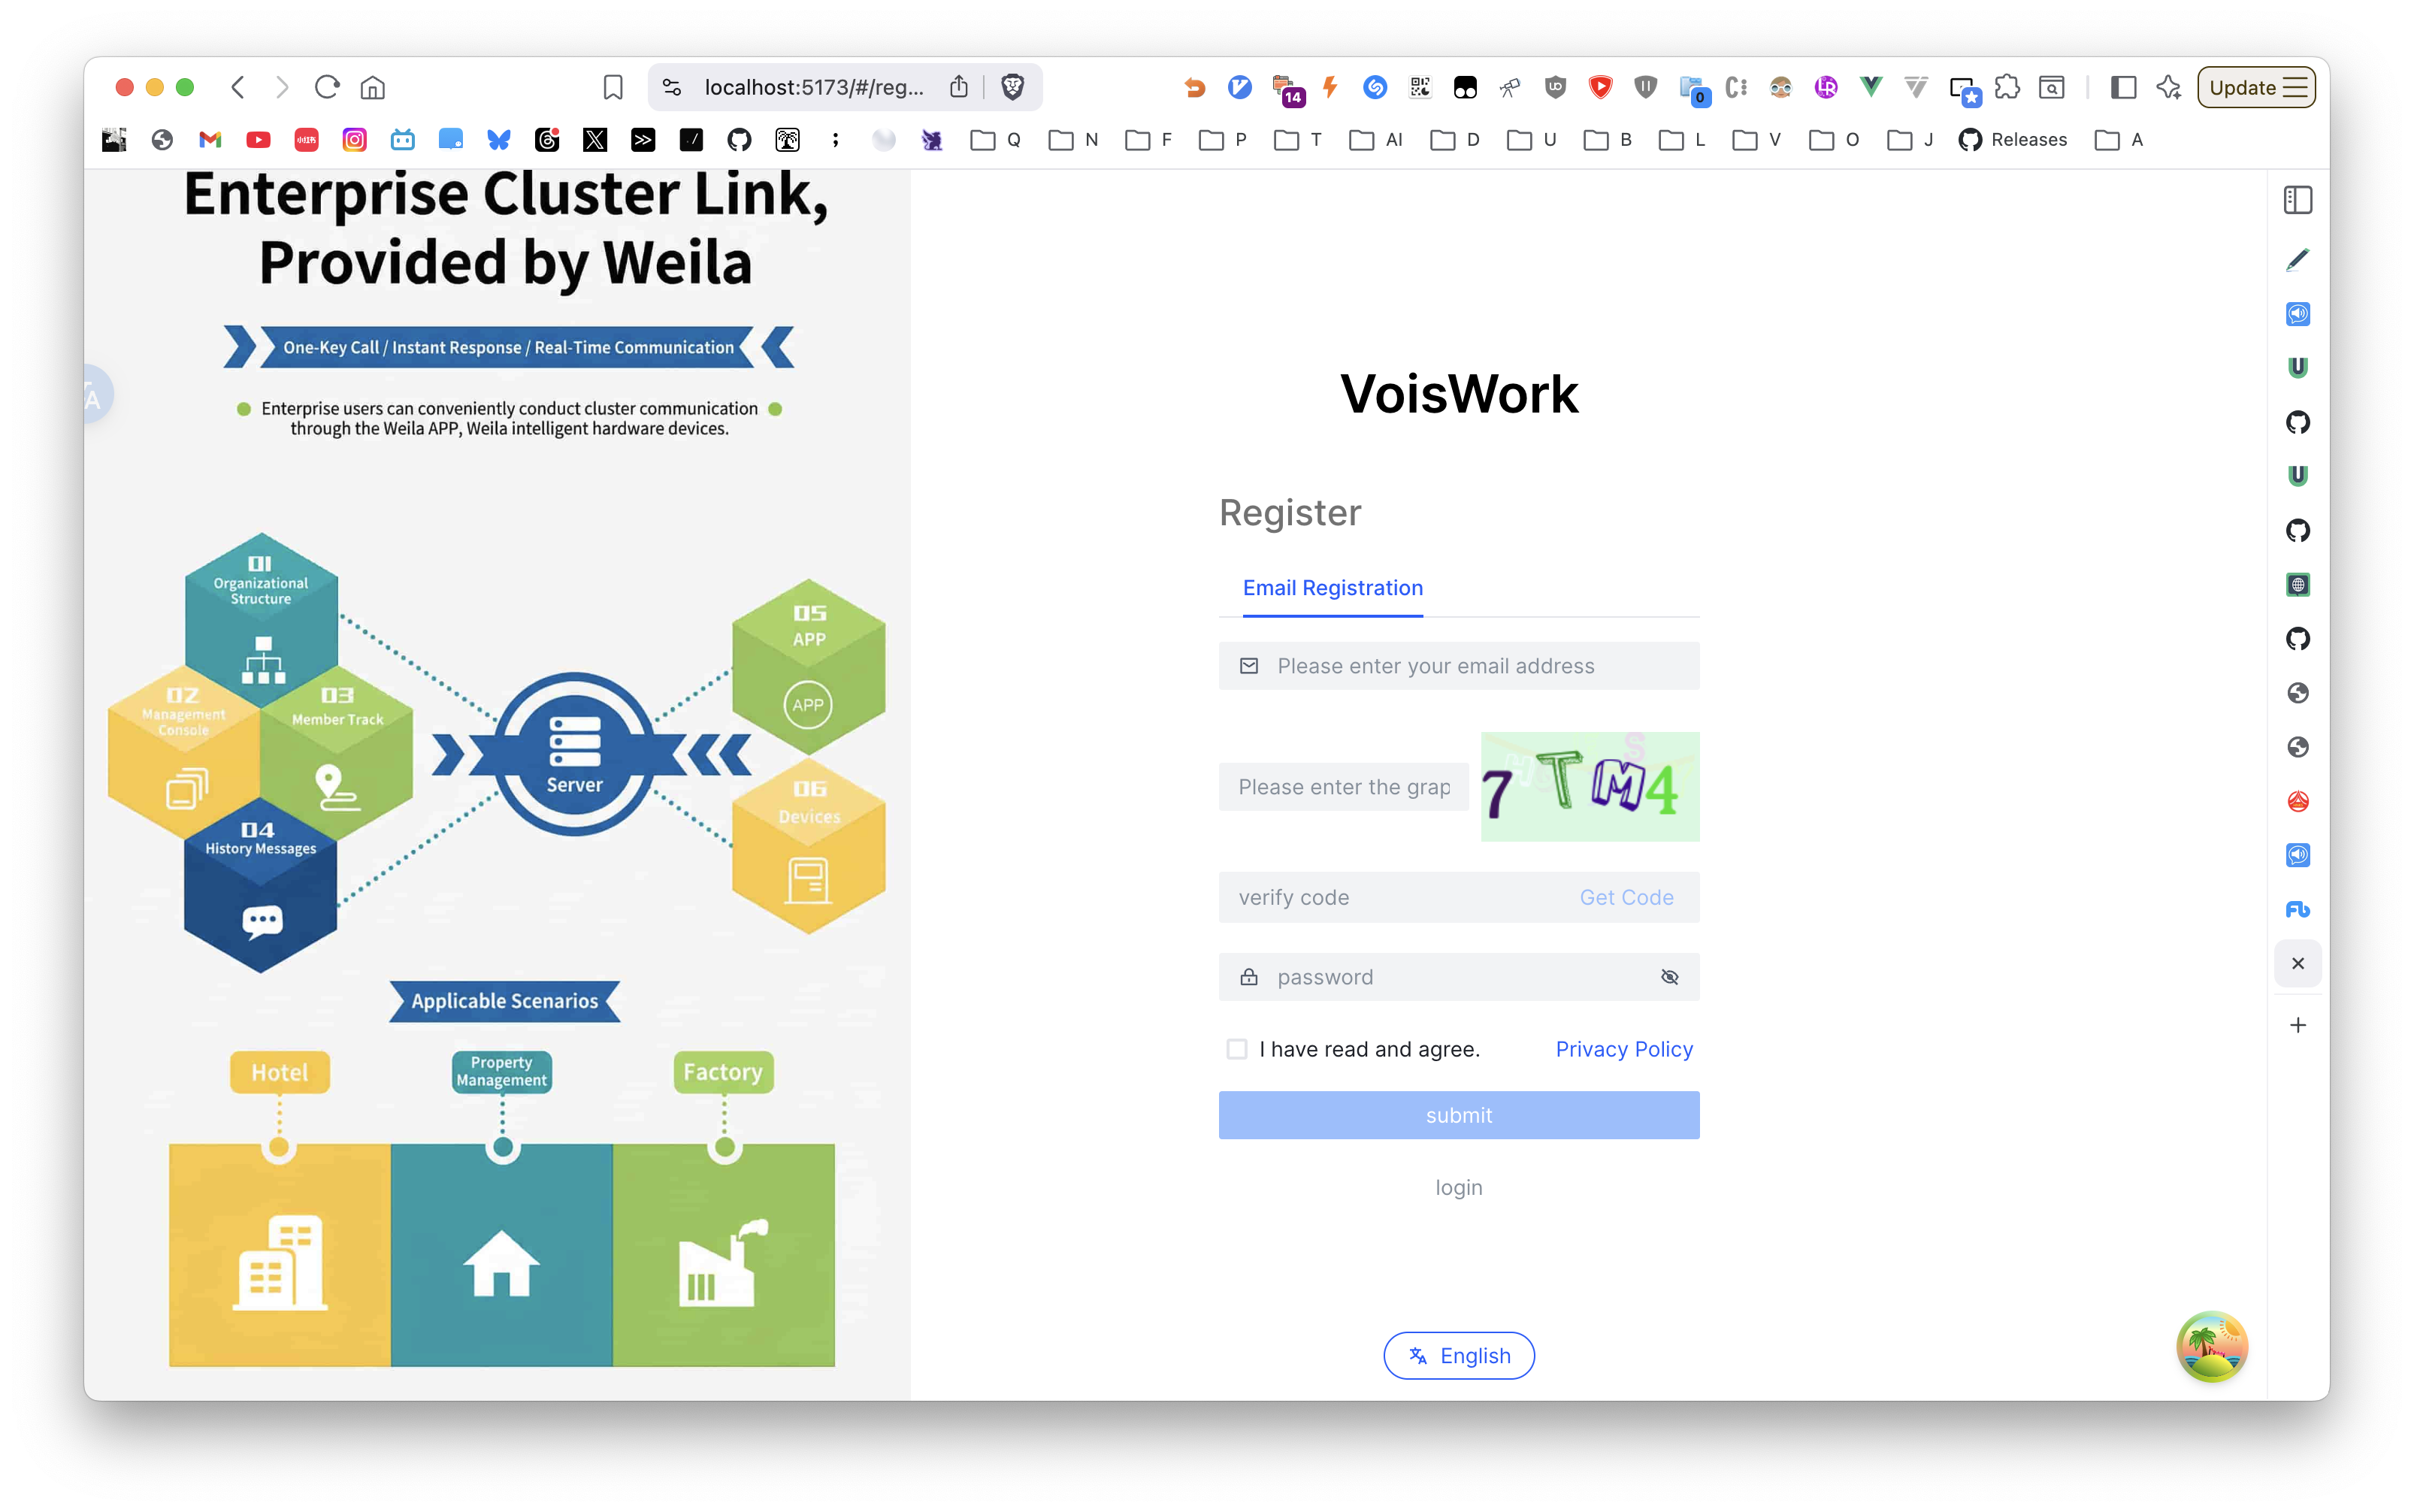 localhost:5173/#/reg...
14
0
Update
Q
N
F
P
T
AI
D
U
B
L
V
O
J
Releases
A
Enterprise Cluster Link,
Provided by Weila
One-Key Call / Instant Response / Real-Time Communication
Enterprise users can conveniently conduct cluster communication
through the Weila APP, Weila intelligent hardware devices.
01
Organizational
Structure
02
Management
Console
03
Member Track
04
History Messages
Server
05
APP
APP
06
Devices
Applicable Scenarios
Hotel
Property
Management
Factory
VoisWork
Register
Email Registration
Please enter your email address
Please enter the grap
7TM4
verify code
Get Code
password
I have read and agree.
Privacy Policy
submit
login
English